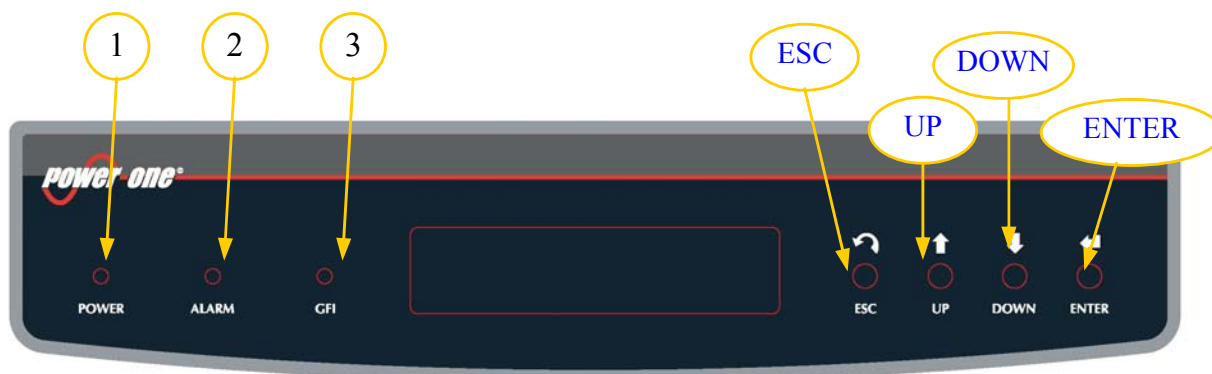 1 2 3 ESC DOWN
UP ENTER
power-one®
POWER ALARM GFI ESC UP DOWN ENTER